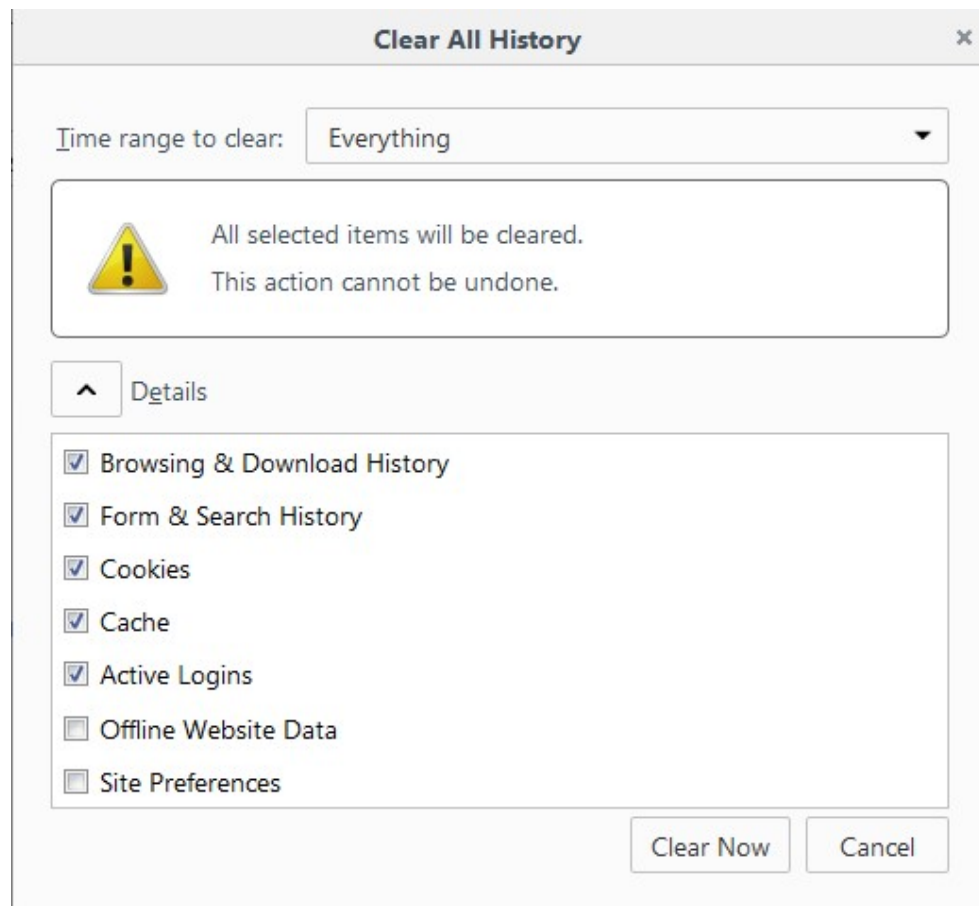 Clear All History
Time range to clear: Everything
All selected items will be cleared.
This action cannot be undone.
Details
Browsing & Download History
Form & Search History
Cookies
Cache
Active Logins
Offline Website Data
Site Preferences
Clear Now Cancel